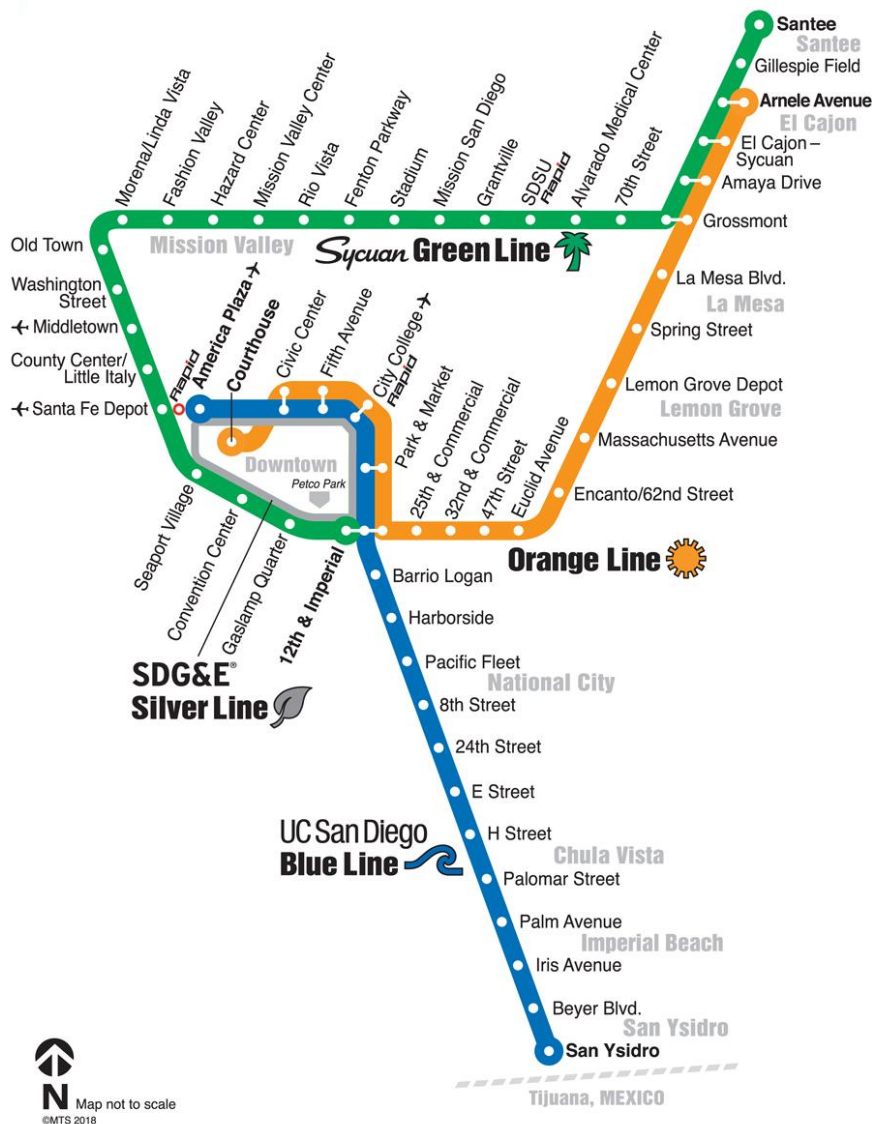 Santee
Santee
Gillespie Field
Arnele Avenue
El Cajon
El Cajon –
Sycuan
Amaya Drive
Grossmont
La Mesa Blvd.
La Mesa
Spring Street
Lemon Grove Depot
Lemon Grove
Massachusetts Avenue
Encanto/62nd Street
Morena/Linda Vista
Fashion Valley
Hazard Center
Mission Valley Center
Rio Vista
Fenton Parkway
Stadium
Mission San Diego
Grantville
SDSU
Rapid
Alvarado Medical Center
70th Street
Mission Valley
Sycuan Green Line
Old Town
Washington
Street
Middletown
County Center/
Little Italy
Santa Fe Depot
Rapid
America Plaza
Courthouse
Civic Center
Fifth Avenue
City College
Rapid
Park & Market
25th & Commercial
32nd & Commercial
47th Street
Euclid Avenue
Downtown
Petco Park
Seaport Village
Convention Center
Gaslamp Quarter
12th & Imperial
Orange Line
SDG&E®
Silver Line
Barrio Logan
Harborside
Pacific Fleet
National City
8th Street
24th Street
E Street
H Street
UC San Diego
Blue Line
Chula Vista
Palomar Street
Palm Avenue
Imperial Beach
Iris Avenue
Beyer Blvd.
San Ysidro
San Ysidro
Tijuana, MEXICO
N Map not to scale
©MTS 2018